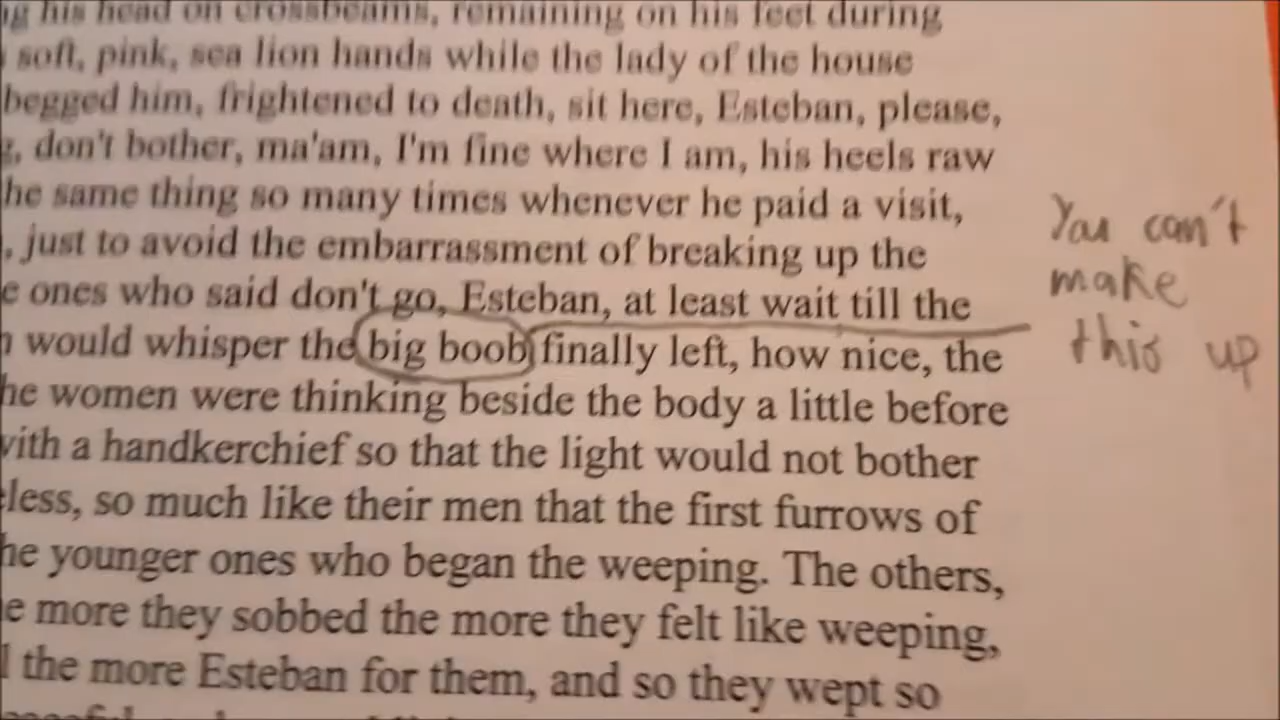 his head on crossbeams, remaining on his feet during
soft, pink, sea lion hands while the lady of the house
begged him, frightened to death, sit here, Esteban, please,
don't bother, ma'am, I'm fine where I am, his heels raw
he same thing so many times whenever he paid a visit,
, just to avoid the embarrassment of breaking up the
e ones who said don't go, Esteban, at least wait till the
would whisper the big boob finally left, how nice, the
he women were thinking beside the body a little before
with a handkerchief so that the light would not bother
less, so much like their men that the first furrows of
he younger ones who began the weeping. The others,
e more they sobbed the more they felt like weeping,
the more Esteban for them, and so they wept so
You can't
make
this up